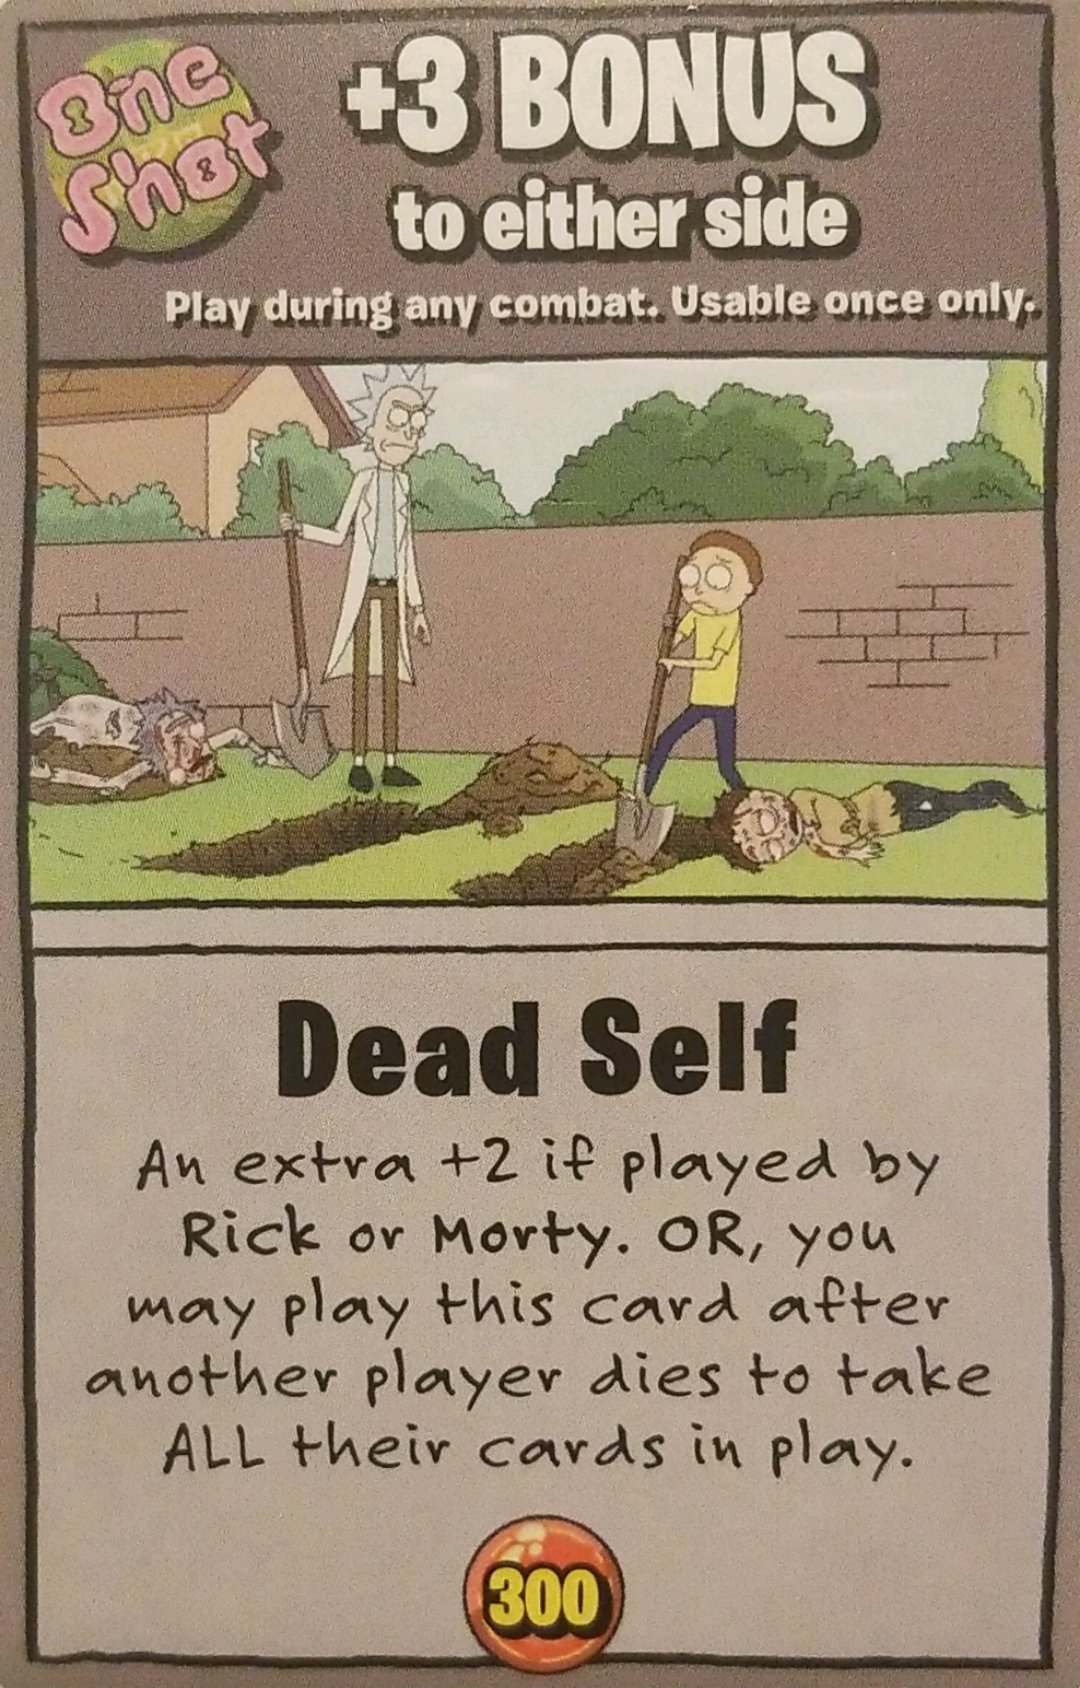 One
Shot
+3 BONUS
to either side
Play during any combat. Usable once only.
Dead Self
An extra +2 if played by
Rick or Morty. OR, you
may play this card after
another player dies to take
ALL their cards in play.
300